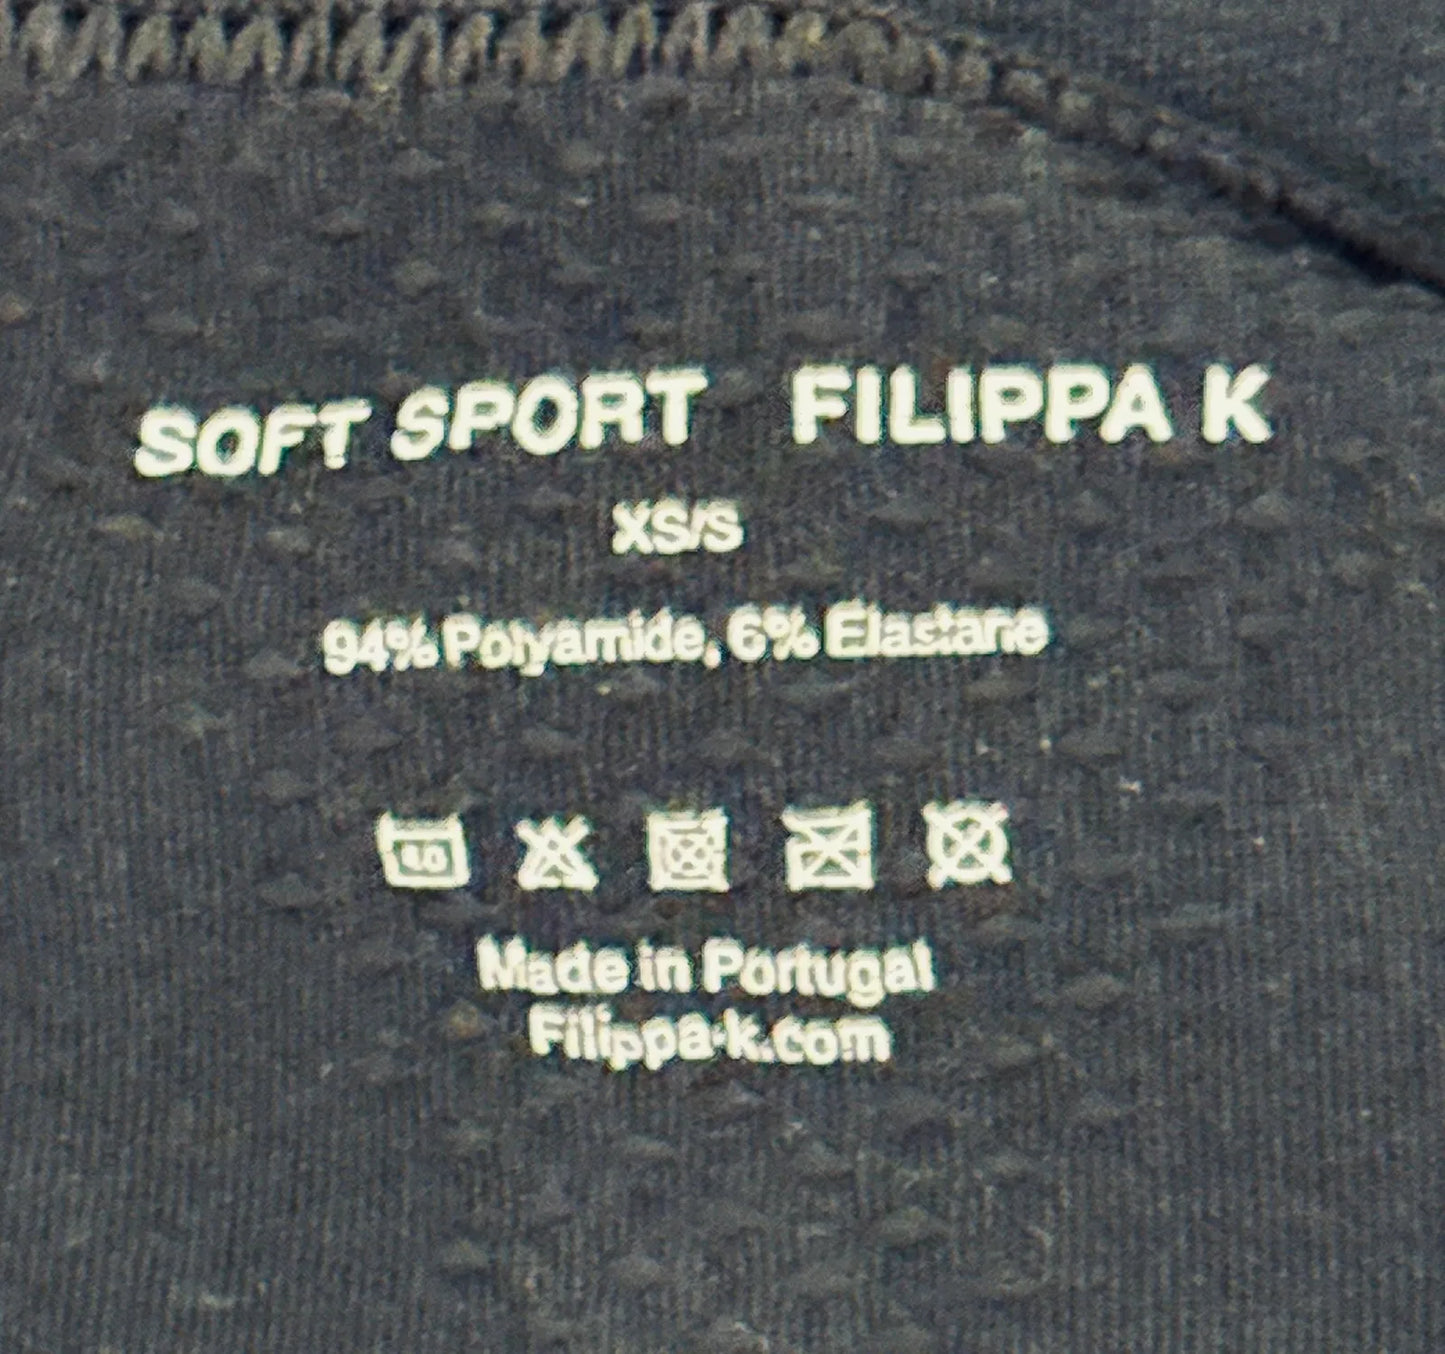 SOFT SPORT FILIPPA K
XS/S
94% Polyamide, 6% Elastane
Made in Portugal
Filippa-k.com